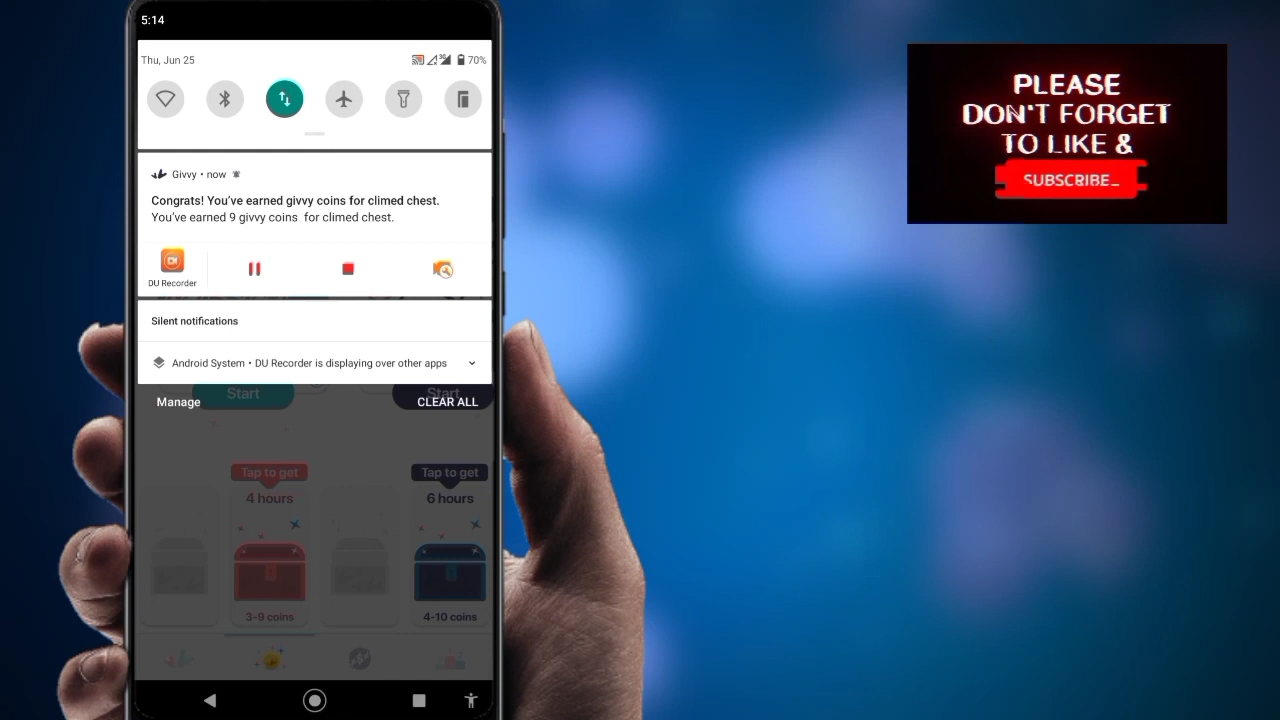 5:14
Thu, Jun 25
3G
70%
Givvy • now
Congrats! You've earned givvy coins for climed chest.
You've earned 9 givvy coins  for climed chest.
DU Recorder
Silent notifications
Android System • DU Recorder is displaying over other apps
Start
Start
Manage
CLEAR ALL
Tap to get
Tap to get
4 hours
6 hours
3-9 coins
4-10 coins
PLEASE
DON'T FORGET
TO LIKE &
SUBSCRIBE_